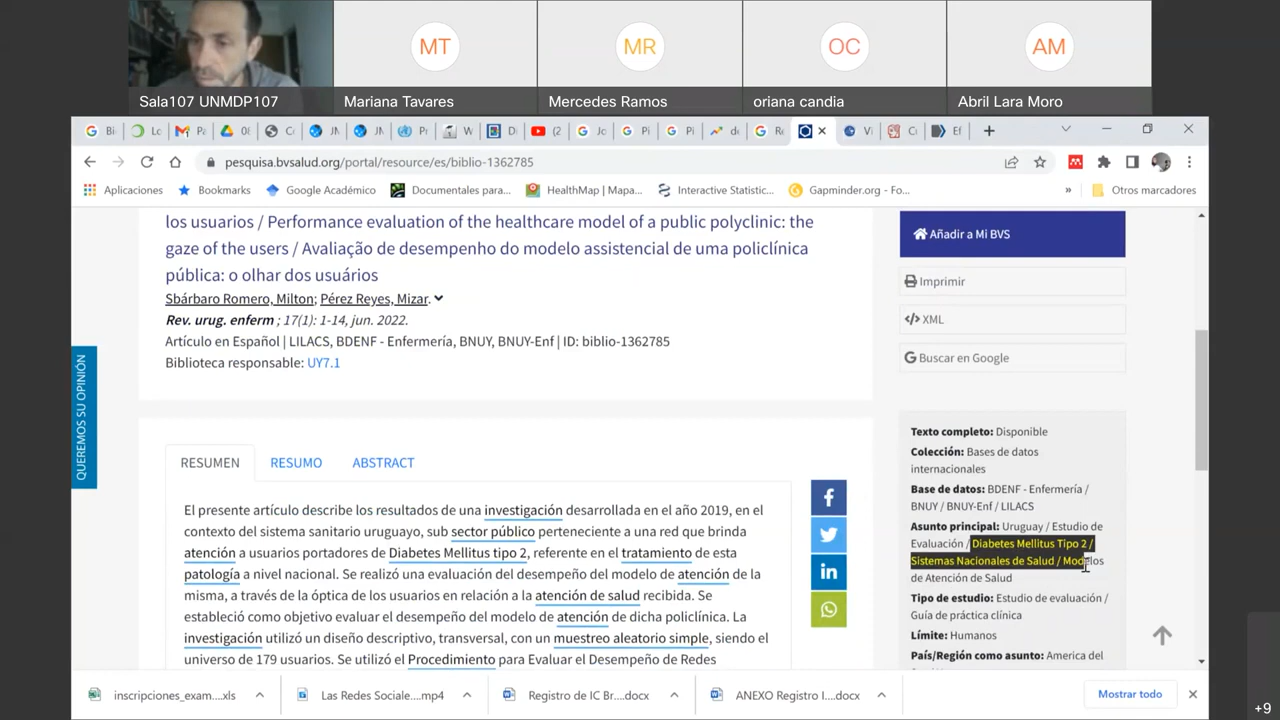 MT
MR
OC
AM
Sala107 UNMDP107
Mariana Tavares
Mercedes Ramos
oriana candia
Abril Lara Moro
pesquisa.bvsalud.org/portal/resource/es/biblio-1362785
Aplicaciones
Bookmarks
Google Académico
Documentales para...
HealthMap | Mapa...
Interactive Statistic...
Gapminder.org - Fo...
»
Otros marcadores
los usuarios / Performance evaluation of the healthcare model of a public polyclinic: the
gaze of the users / Avaliação de desempenho do modelo assistencial de uma policlínica
pública: o olhar dos usuários
Sbárbaro Romero, Milton; Pérez Reyes, Mizar.
Rev. urug. enferm ; 17(1): 1-14, jun. 2022.
Artículo en Español | LILACS, BDENF - Enfermería, BNUY, BNUY-Enf | ID: biblio-1362785
Biblioteca responsable: UY7.1
QUEREMOS SU OPINIÓN
RESUMEN
RESUMO
ABSTRACT
El presente artículo describe los resultados de una investigación desarrollada en el año 2019, en el
contexto del sistema sanitario uruguayo, sub sector público perteneciente a una red que brinda
atención a usuarios portadores de Diabetes Mellitus tipo 2, referente en el tratamiento de esta
patología a nivel nacional. Se realizó una evaluación del desempeño del modelo de atención de la
misma, a través de la óptica de los usuarios en relación a la atención de salud recibida. Se
estableció como objetivo evaluar el desempeño del modelo de atención de dicha policlínica. La
investigación utilizó un diseño descriptivo, transversal, con un muestreo aleatorio simple, siendo el
universo de 179 usuarios. Se utilizó el Procedimiento para Evaluar el Desempeño de Redes
Añadir a Mi BVS
Imprimir
XML
Buscar en Google
Texto completo: Disponible
Colección: Bases de datos
internacionales
Base de datos: BDENF - Enfermería /
BNUY / BNUY-Enf / LILACS
Asunto principal: Uruguay / Estudio de
Evaluación / Diabetes Mellitus Tipo 2 /
Sistemas Nacionales de Salud / Modelos
de Atención de Salud
Tipo de estudio: Estudio de evaluación /
Guía de práctica clínica
Límite: Humanos
País/Región como asunto: America del
inscripciones_exam....xls
Las Redes Sociale....mp4
Registro de IC Br....docx
ANEXO Registro I....docx
Mostrar todo
+9